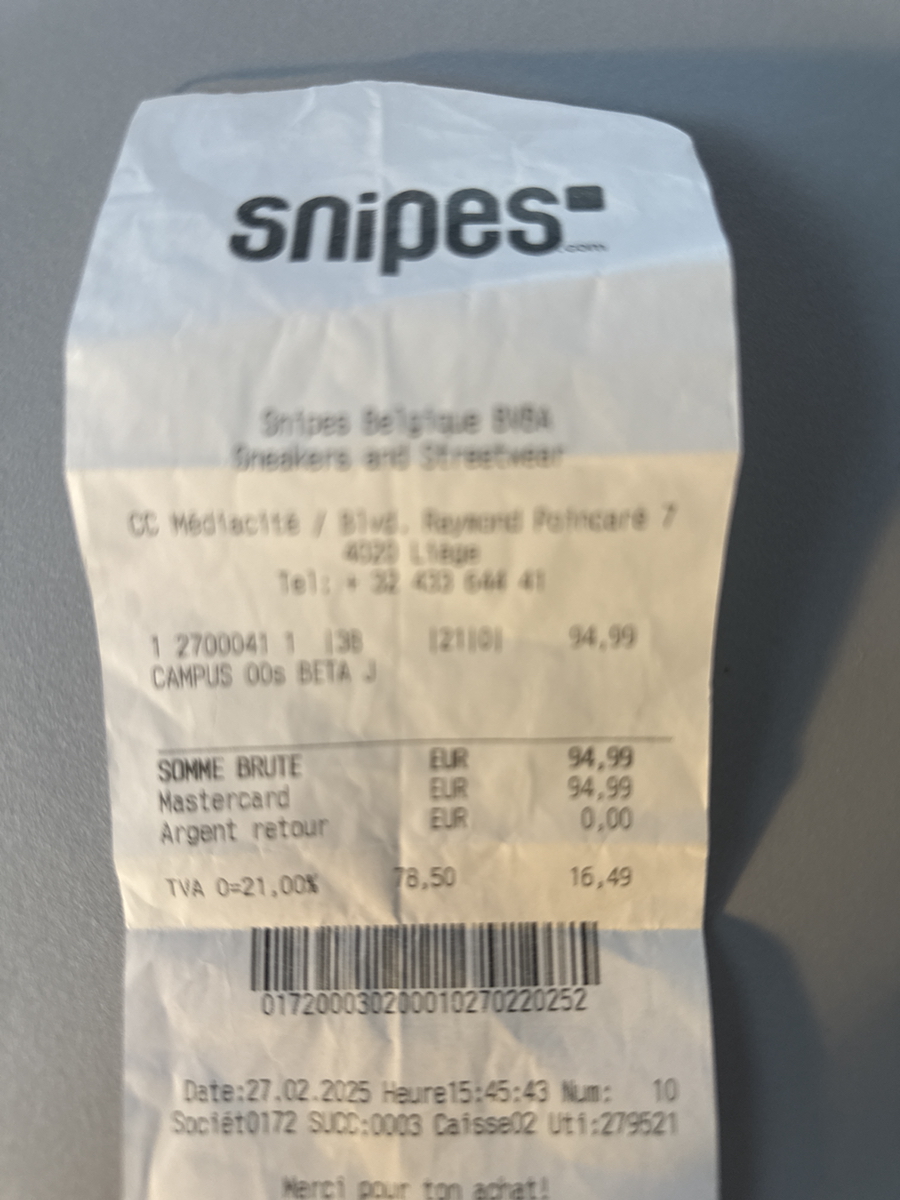 snipes
.com
Snipes Belgique BVBA
Sneakers and Streetwear
CC Médiacité / Blvd. Raymond Poincaré 7
4020 Liège
Tel: + 32 433 644 41
1 2700041 1 |38 |21|0| 94,99
CAMPUS 00s BETA J
SOMME BRUTE EUR 94,99
Mastercard EUR 94,99
Argent retour EUR 0,00
TVA 0=21,00% 78,50 16,49
017200030200010270220252
Date:27.02.2025 Heure15:45:43 Num: 10
Sociét0172 SUCC:0003 Caisse02 Uti:279521
Merci pour ton achat!